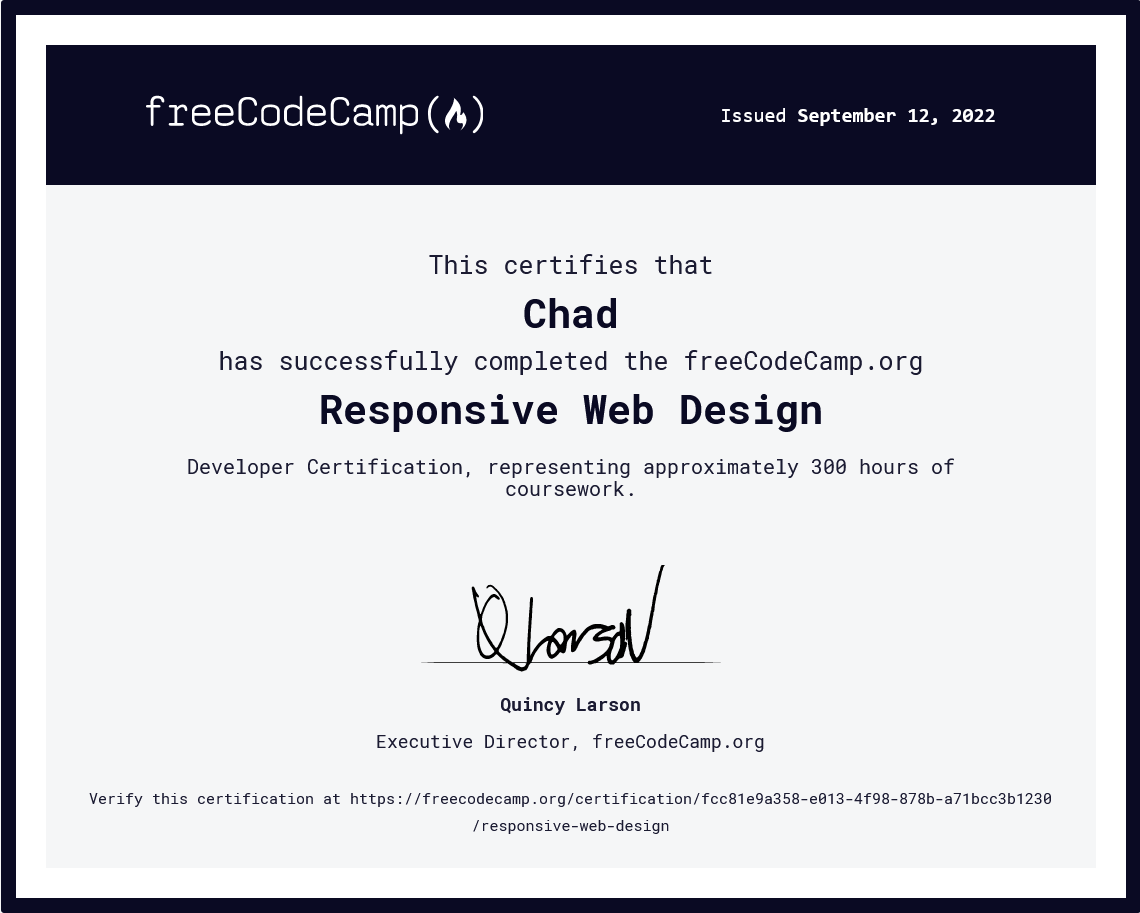 freeCodeCamp(🔥)
Issued September 12, 2022
This certifies that
Chad
has successfully completed the freeCodeCamp.org
Responsive Web Design
Developer Certification, representing approximately 300 hours of
coursework.
Q Larson
Quincy Larson
Executive Director, freeCodeCamp.org
Verify this certification at https://freecodecamp.org/certification/fcc81e9a358-e013-4f98-878b-a71bcc3b1230
/responsive-web-design